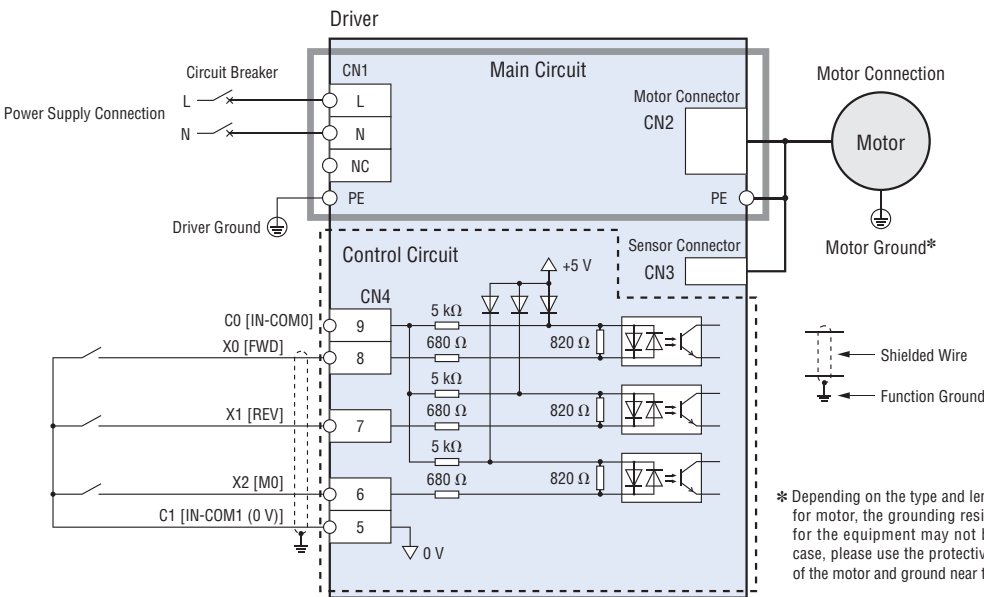 Driver
Circuit Breaker
CN1
Main Circuit
Motor Connection
Power Supply Connection
L
L
Motor Connector
CN2
N
N
Motor
NC
PE
PE
Driver Ground
Motor Ground*
Control Circuit
Sensor Connector
+5 V
CN3
CN4
C0 [IN-COM0]
9
5 kΩ
X0 [FWD]
8
680 Ω
820 Ω
Shielded Wire
5 kΩ
Function Ground
X1 [REV]
7
680 Ω
820 Ω
5 kΩ
X2 [M0]
6
680 Ω
820 Ω
C1 [IN-COM1 (0 V)]
5
0 V
* Depending on the type and
for motor, the grounding
for the equipment may not
case, please use the
of the motor and ground near